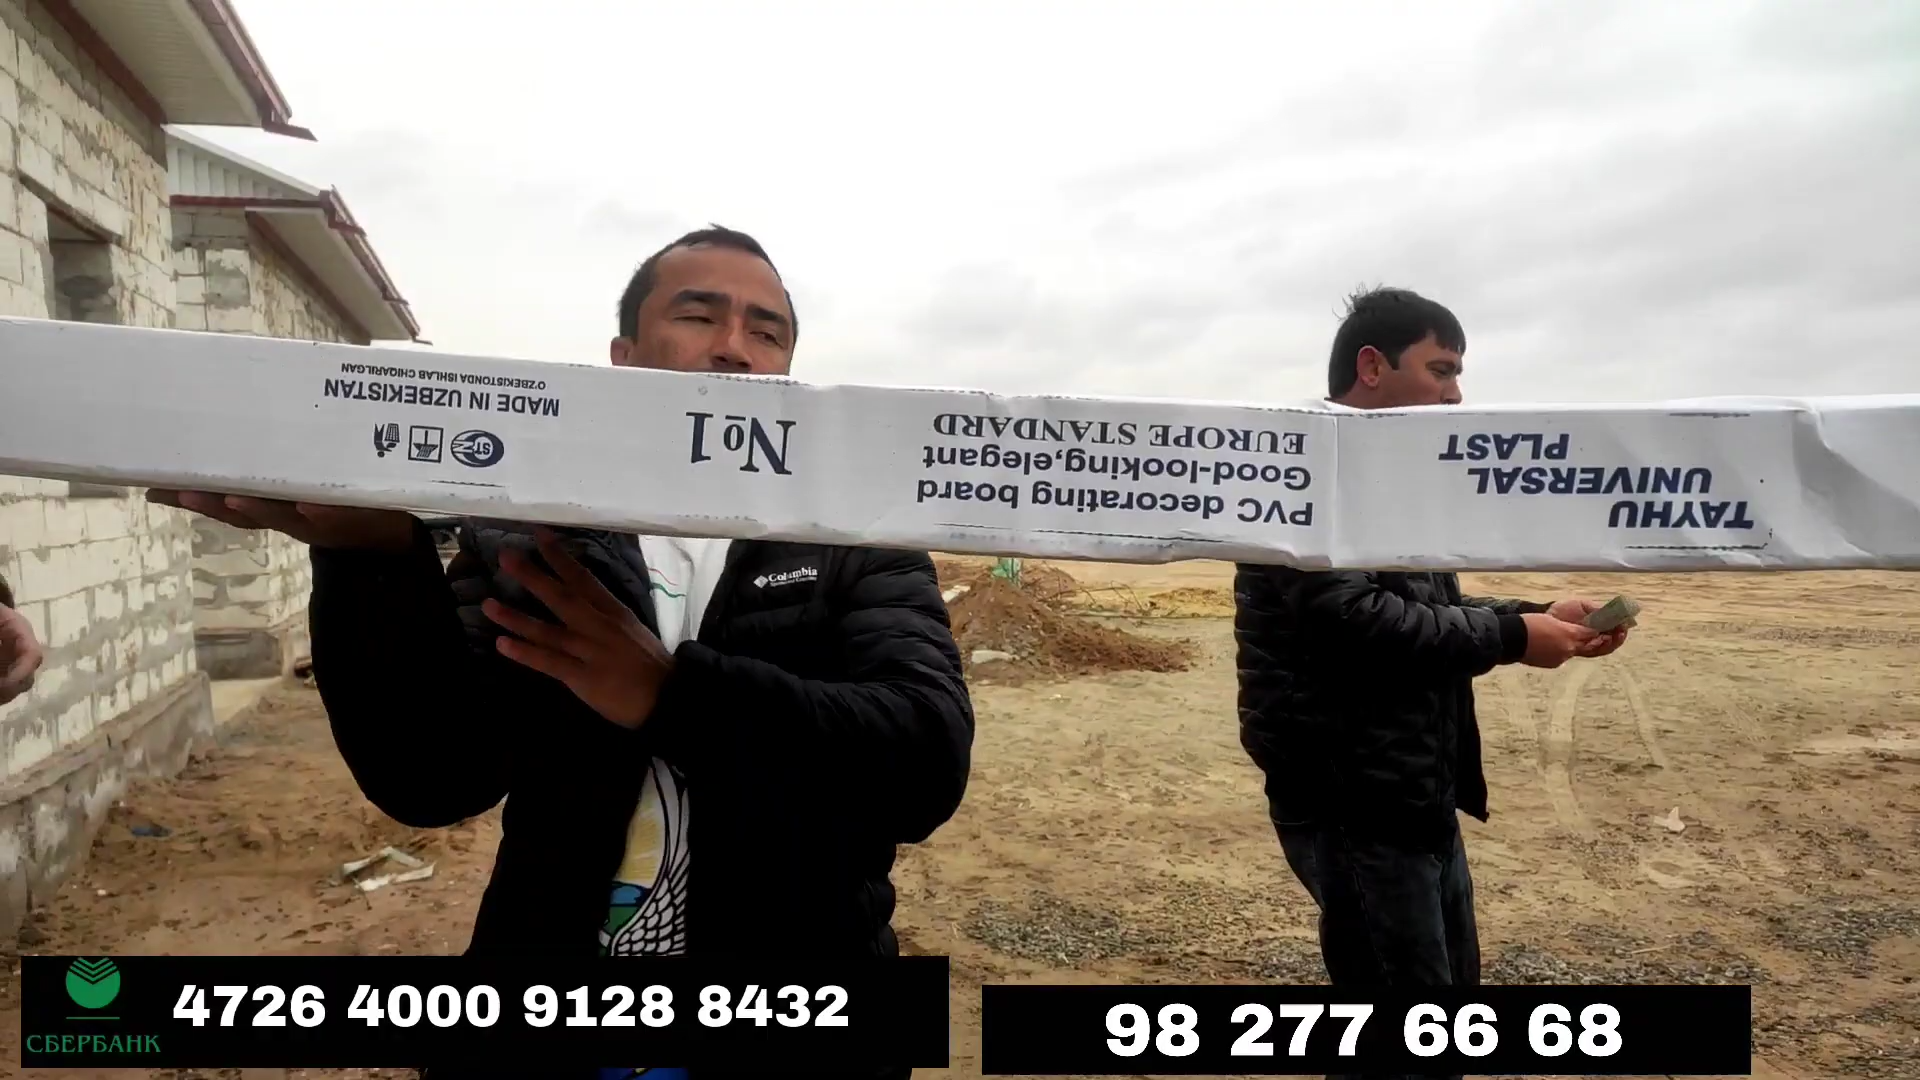 O'ZBEKISTONDA ISHLAB CHIQARILGAN
MADE IN UZBEKISTAN
№1
PVC decorating board
Good-looking,elegant
EUROPE STANDARD
TAYHU
UNIVERSAL
PLAST
Columbia
СБЕРБАНК
4726 4000 9128 8432
98 277 66 68